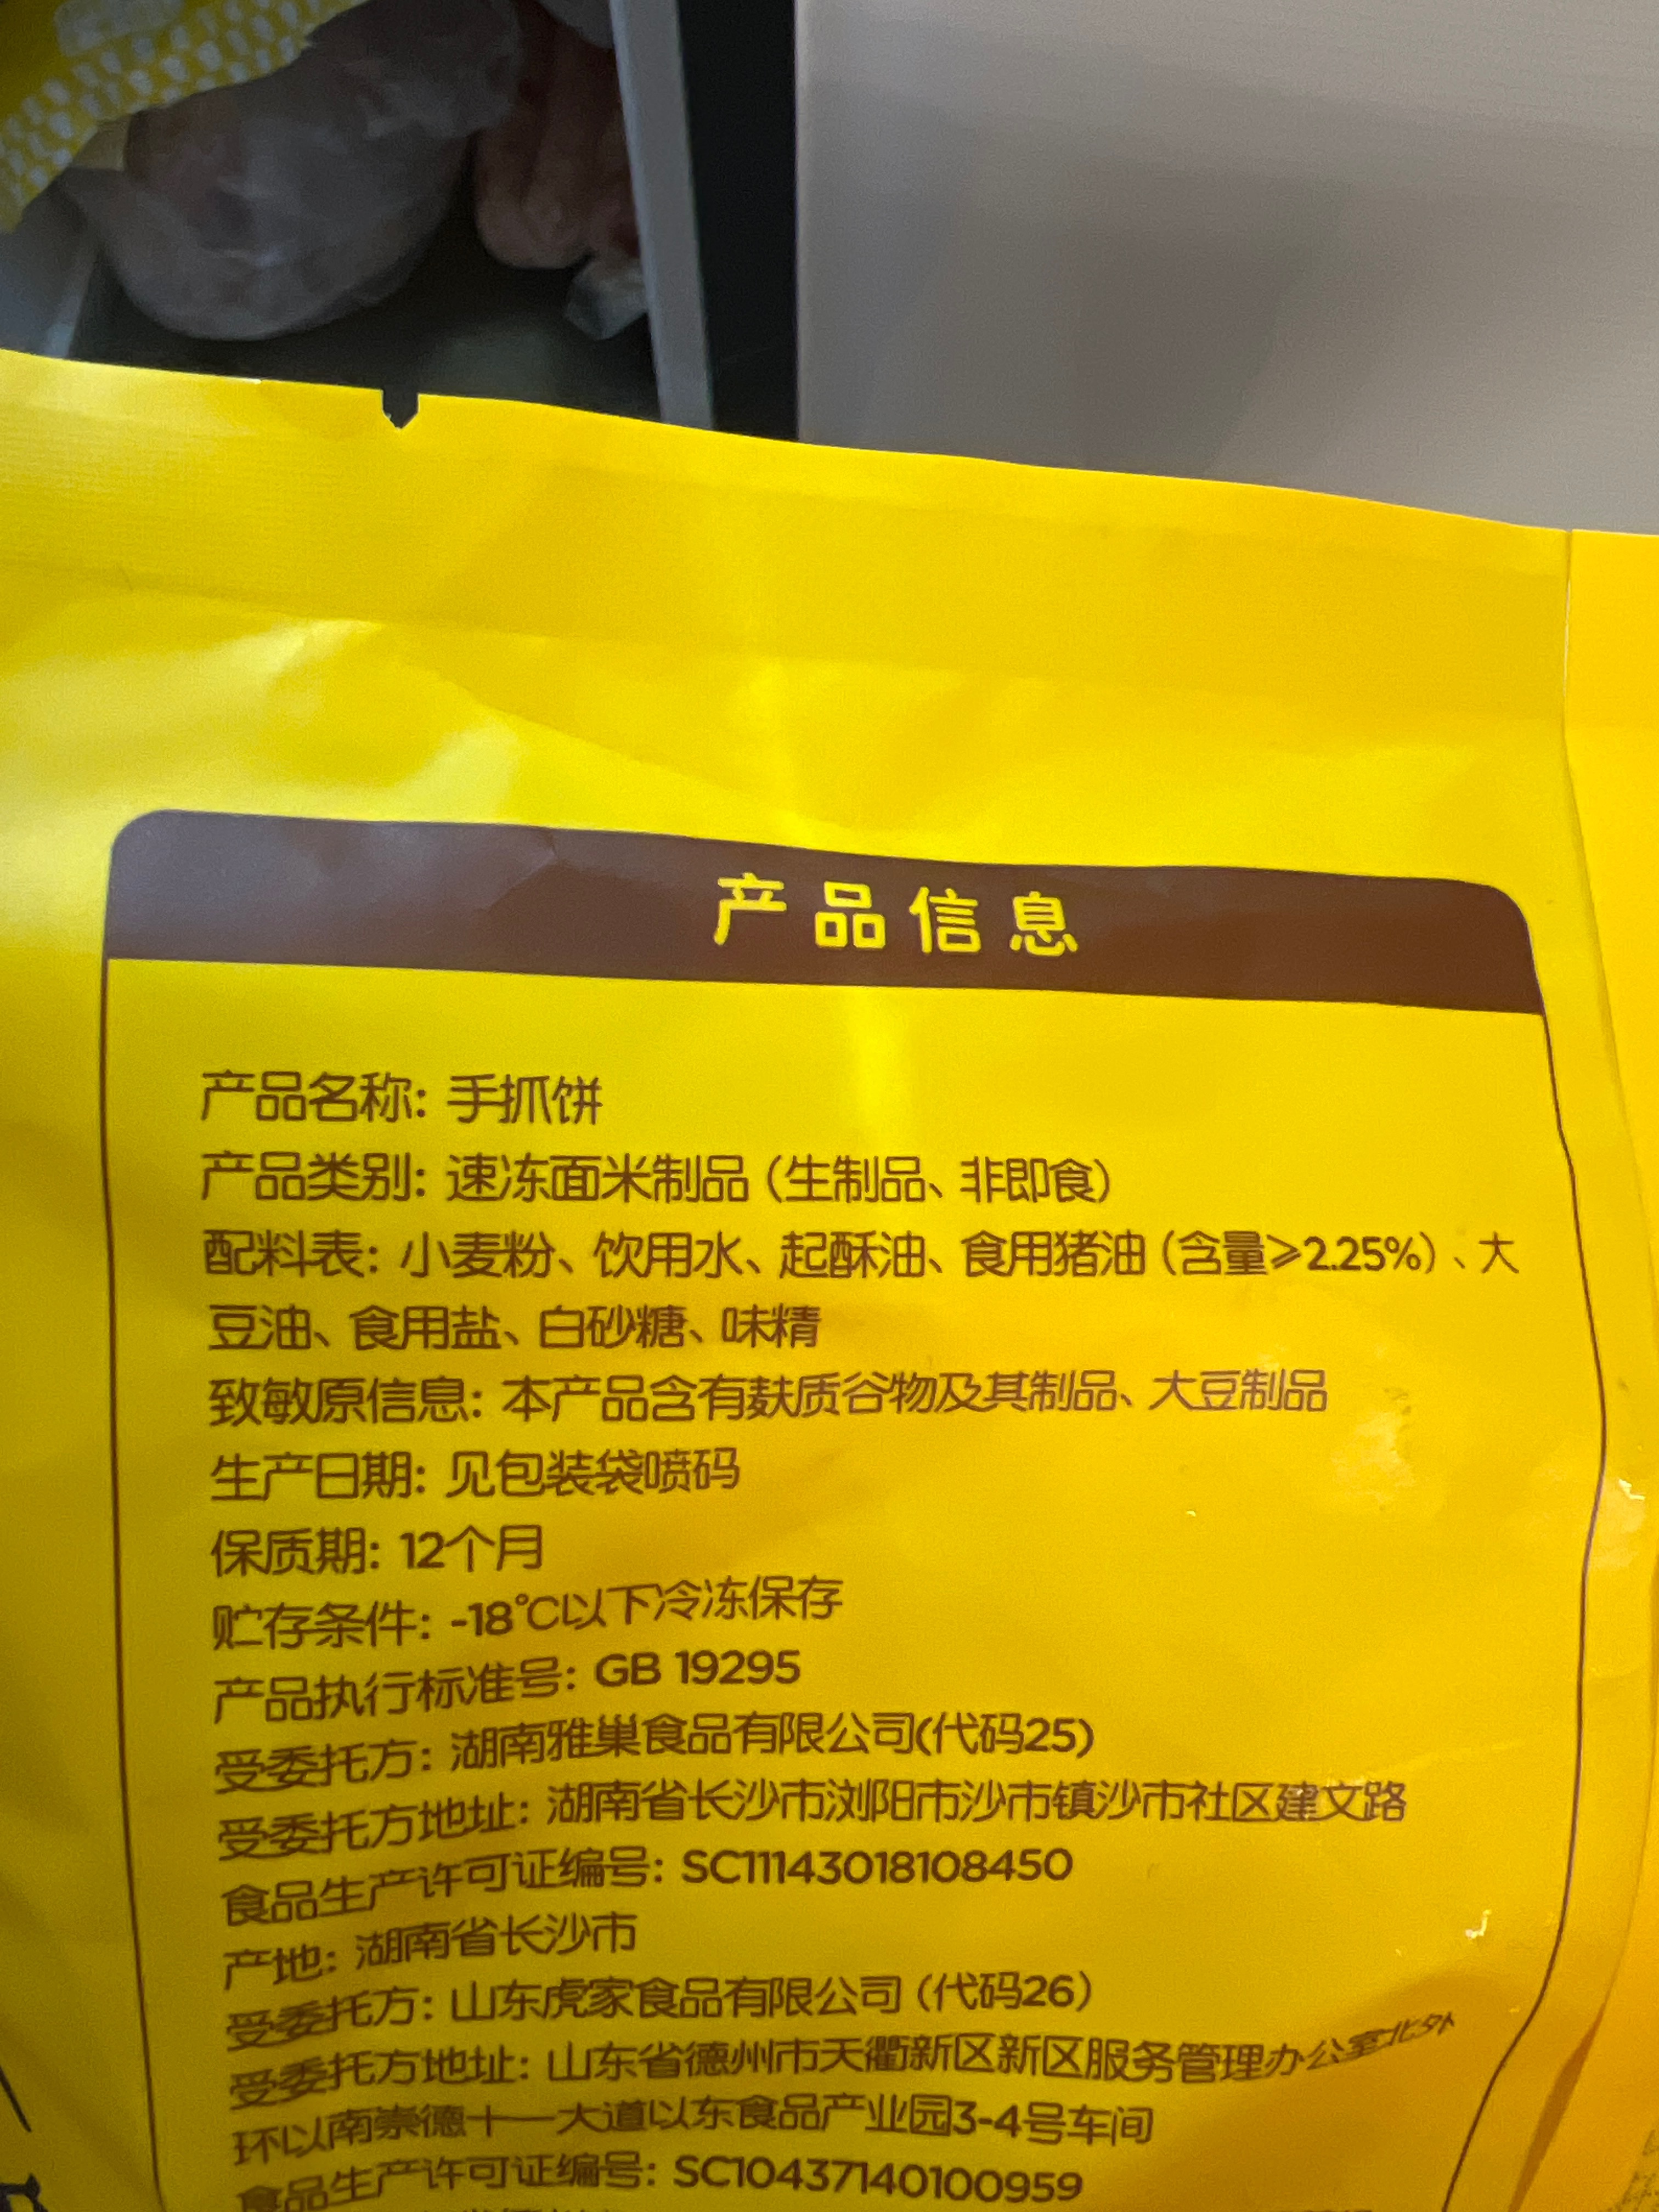 产品信息
产品名称: 手抓饼
产品类别: 速冻面米制品 (生制品、非即食)
配料表: 小麦粉、饮用水、起酥油、食用猪油 (含量≥2.25%) 、大
豆油、食用盐、白砂糖、味精
致敏原信息: 本产品含有麸质谷物及其制品、大豆制品
生产日期: 见包装袋喷码
保质期: 12个月
贮存条件: -18℃以下冷冻保存
产品执行标准号: GB 19295
受委托方: 湖南雅巢食品有限公司(代码25)
受委托方地址: 湖南省长沙市浏阳市沙市镇沙市社区建文路
食品生产许可证编号: SC11143018108450
产地: 湖南省长沙市
受委托方: 山东虎家食品有限公司 (代码26)
受委托方地址: 山东省德州市天衢新区新区服务管理办公室北外
环以南崇德十一大道以东食品产业园3-4号车间
食品生产许可证编号: SC10437140100959